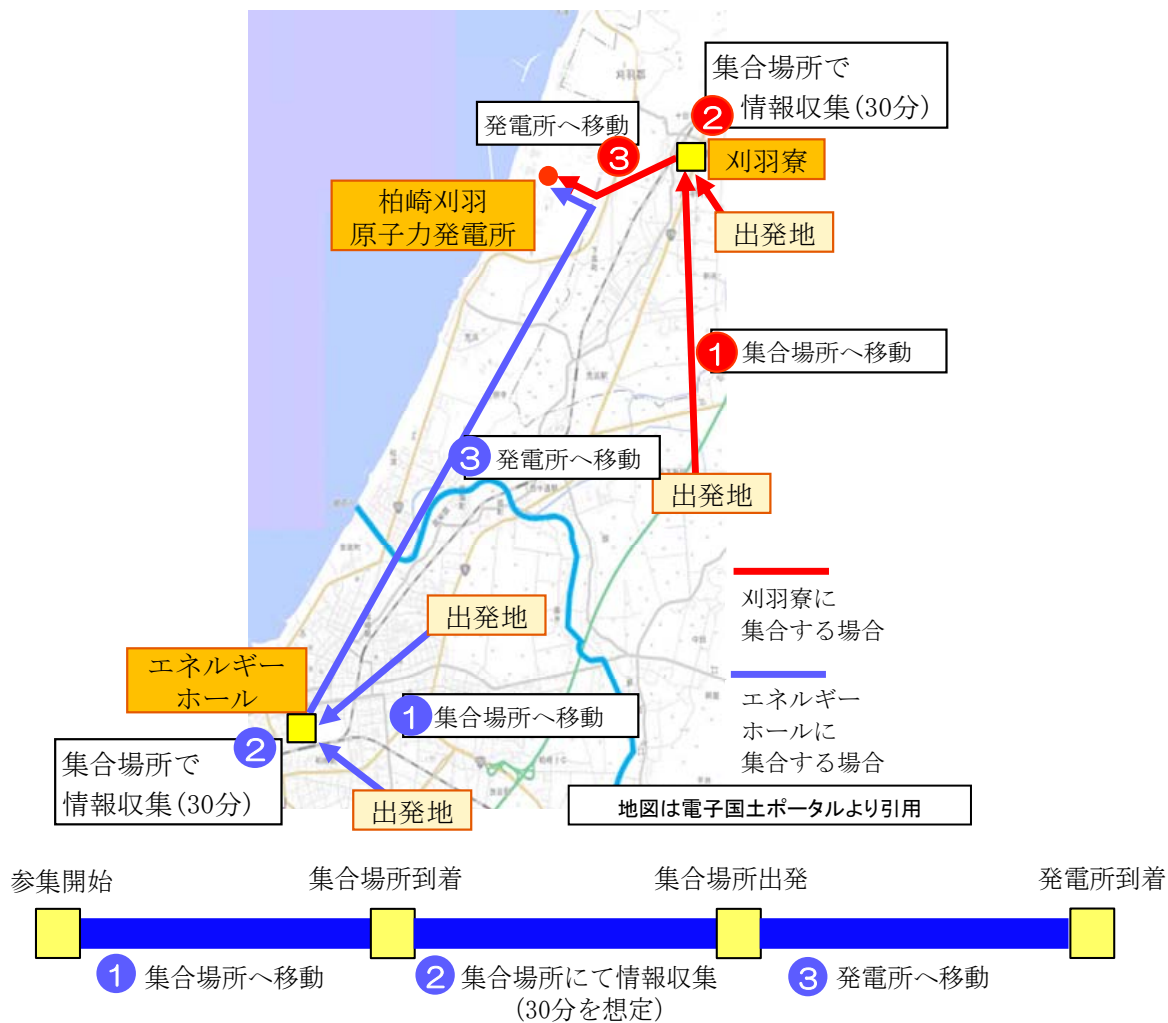 集合場所で
情報収集(30分)
発電所へ移動
2
3
刈羽寮
柏崎刈羽
原子力発電所
出発地
1
集合場所へ移動
3
発電所へ移動
出発地
刈羽寮に
集合する場合
出発地
エネルギー
ホール
エネルギー
ホールに
集合する場合
1
集合場所へ移動
2
集合場所で
情報収集(30分)
出発地
地図は電子国土ポータルより引用
参集開始
集合場所到着
集合場所出発
発電所到着
1 集合場所へ移動
2 集合場所にて情報収集
(30分を想定)
3 発電所へ移動